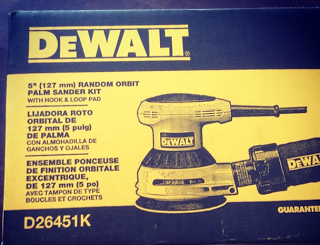 DEWALT®
5" (127 mm) RANDOM ORBIT
PALM SANDER KIT
WITH HOOK & LOOP PAD
LIJADORA ROTO
ORBITAL DE
127 mm (5 pulg)
DE PALMA
CON ALMOHADILLA DE
GANCHOS Y OJALES
ENSEMBLE PONCEUSE
DE FINITION ORBITALE
EXCENTRIQUE,
DE 127 mm (5 po)
AVEC TAMPON DE TYPE
BOUCLES ET CROCHETS
D26451K
DEWALT
DEWA
GUARANTE